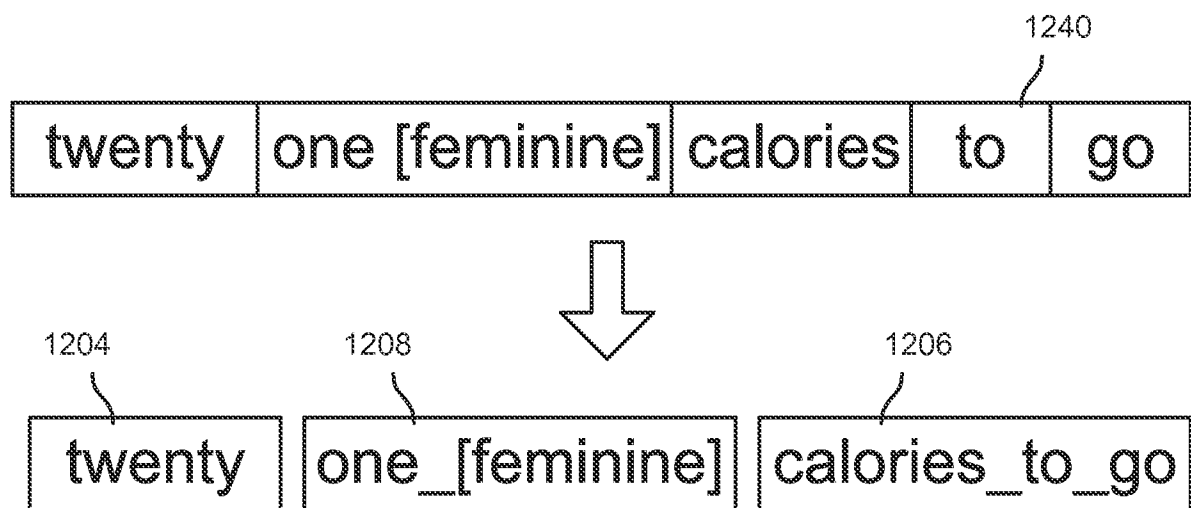 1240
twenty one [feminine] calories to go
1204 1208 1206
twenty one_[feminine] calories_to_go